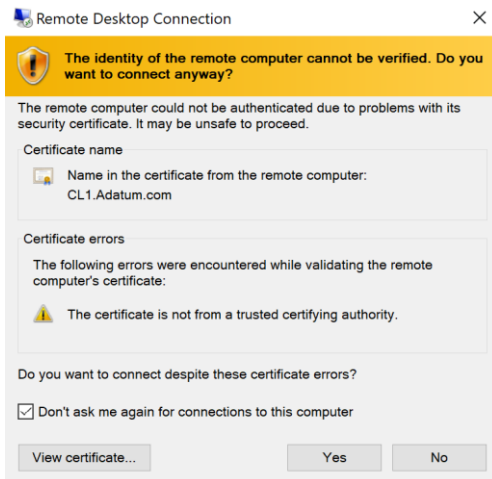 Remote Desktop Connection
The identity of the remote computer cannot be verified. Do you
want to connect anyway?
The remote computer could not be authenticated due to problems with its
security certificate. It may be unsafe to proceed.
Certificate name
Name in the certificate from the remote computer:
CL1.Adatum.com
Certificate errors
The following errors were encountered while validating the remote
computer's certificate:
The certificate is not from a trusted certifying authority.
Do you want to connect despite these certificate errors?
Don't ask me again for connections to this computer
View certificate... Yes No